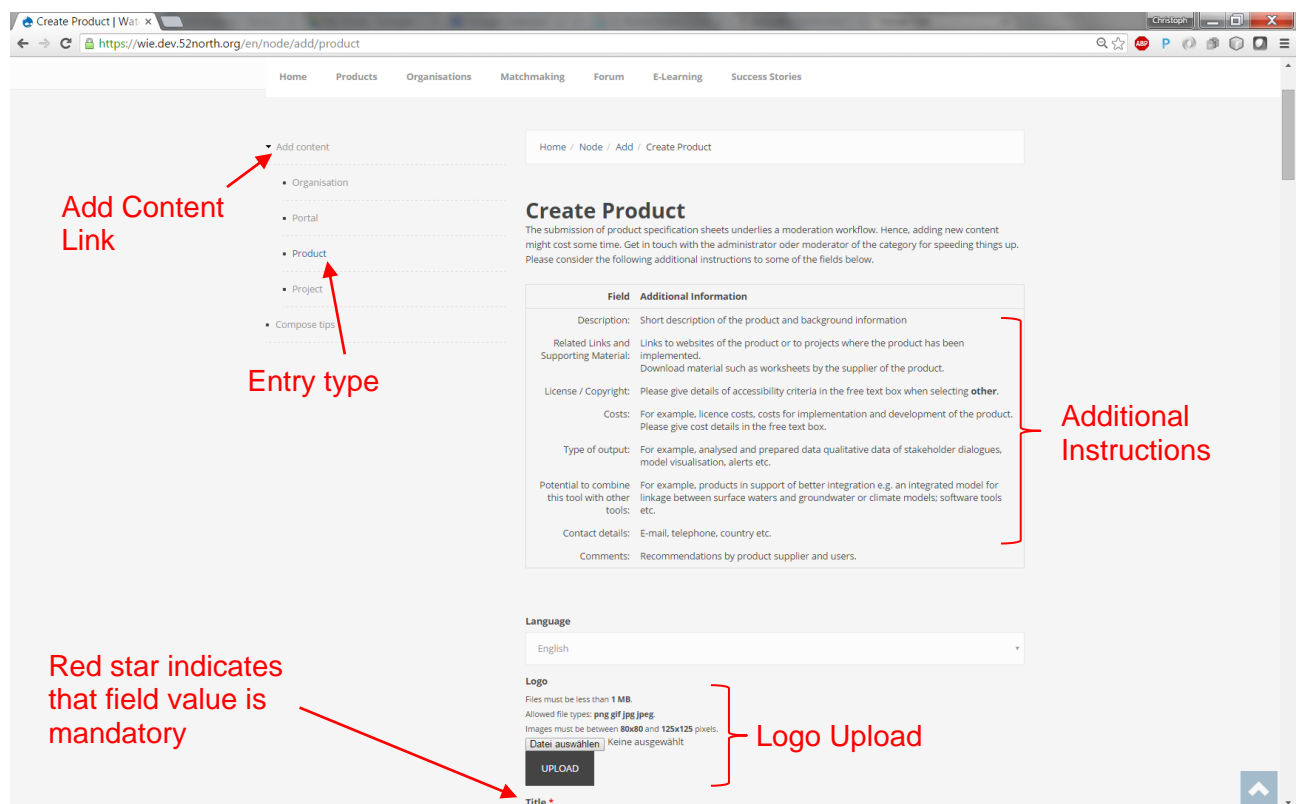 Create Product | Wat
Christoph
https://wie.dev.52north.org/en/node/add/product
ABP
P
Home Products Organisations Matchmaking Forum E-Learning Success Stories
Add content
Organisation
Portal
Product
Project
Compose tips
Add Content
Link
Entry type
Home / Node / Add / Create Product
Create Product
The submission of product specification sheets underlies a moderation workflow. Hence, adding new content
might cost some time. Get in touch with the administrator oder moderator of the category for speeding things up.
Please consider the following additional instructions to some of the fields below.
Field Additional Information
Description: Short description of the product and background information
Related Links and Links to websites of the product or to projects where the product has been
Supporting Material: implemented.
Download material such as worksheets by the supplier of the product.
License / Copyright: Please give details of accessibility criteria in the free text box when selecting other.
Costs: For example, licence costs, costs for implementation and development of the product.
Please give cost details in the free text box.
Type of output: For example, analysed and prepared data qualitative data of stakeholder dialogues,
model visualisation, alerts etc.
Potential to combine For example, products in support of better integration e.g. an integrated model for
this tool with other linkage between surface waters and groundwater or climate models; software tools
tools: etc.
Contact details: E-mail, telephone, country etc.
Comments: Recommendations by product supplier and users.
Additional
Instructions
Language
English
Logo
Files must be less than 1 MB.
Allowed file types: png gif jpg jpeg.
Images must be between 80x80 and 125x125 pixels.
Datei auswählen Keine ausgewählt
UPLOAD
Logo Upload
Red star indicates
that field value is
mandatory
Title *